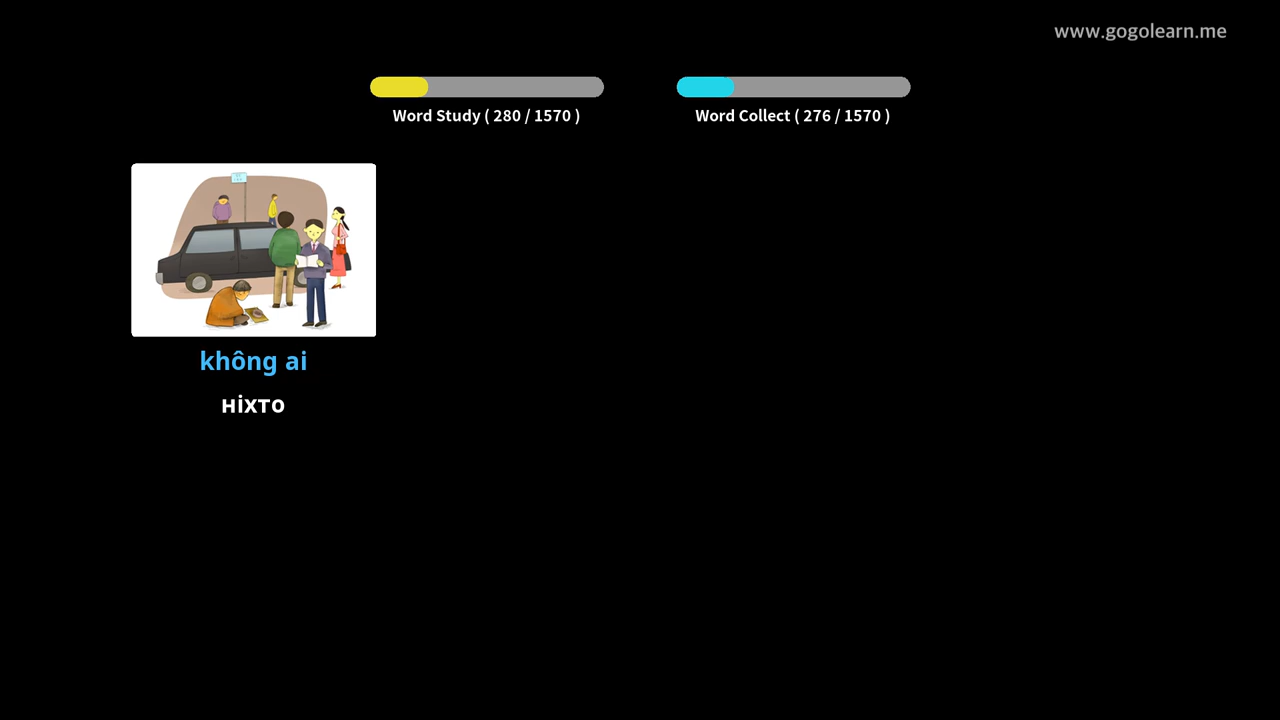 www.gogolearn.me
Word Study ( 280 / 1570 )
Word Collect ( 276 / 1570 )
không ai
ніхто